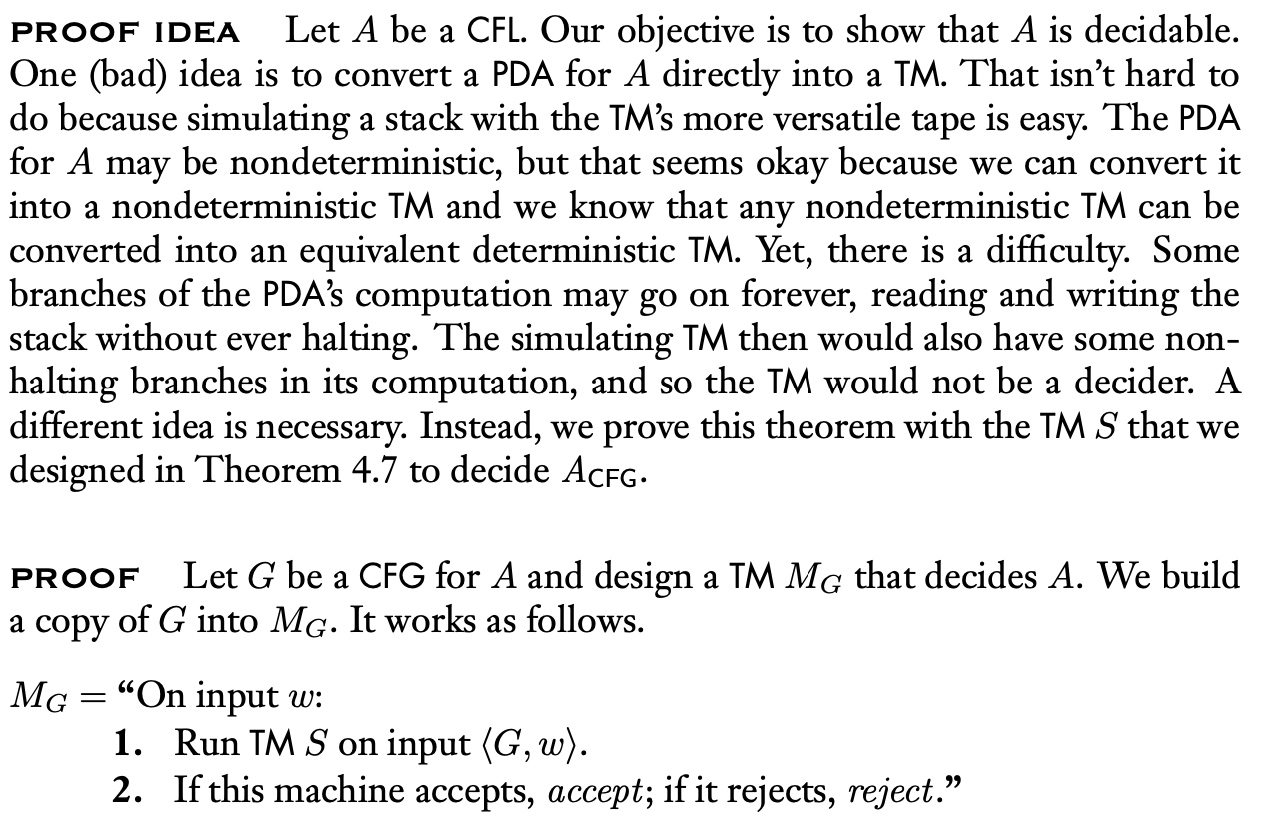 PROOF IDEA Let A be a CFL. Our objective is to show that A is decidable.
One (bad) idea is to convert a PDA for A directly into a TM. That isn’t hard to
do because simulating a stack with the TM’s more versatile tape is easy. The PDA
for A may be nondeterministic, but that seems okay because we can convert it
into a nondeterministic TM and we know that any nondeterministic TM can be
converted into an equivalent deterministic TM. Yet, there is a difficulty. Some
branches of the PDA’s computation may go on forever, reading and writing the
stack without ever halting. The simulating TM then would also have some non-
halting branches in its computation, and so the TM would not be a decider. A
different idea is necessary. Instead, we prove this theorem with the TM S that we
designed in Theorem 4.7 to decide A_CFG.
PROOF Let G be a CFG for A and design a TM M_G that decides A. We build
a copy of G into M_G. It works as follows.
M_G = “On input w:
1. Run TM S on input ⟨G, w⟩.
2. If this machine accepts, accept; if it rejects, reject.”